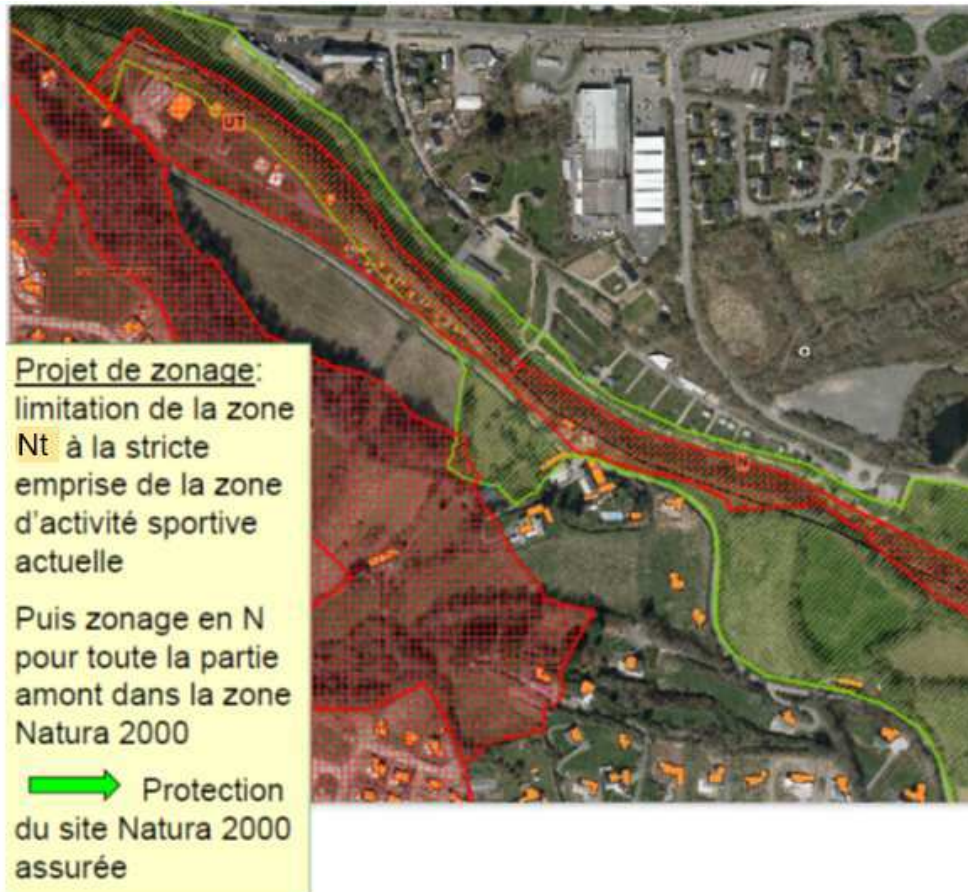 UT
N
Projet de zonage:
limitation de la zone
Nt à la stricte
emprise de la zone
d'activité sportive
actuelle
Puis zonage en N
pour toute la partie
amont dans la zone
Natura 2000
Protection
du site Natura 2000
assurée